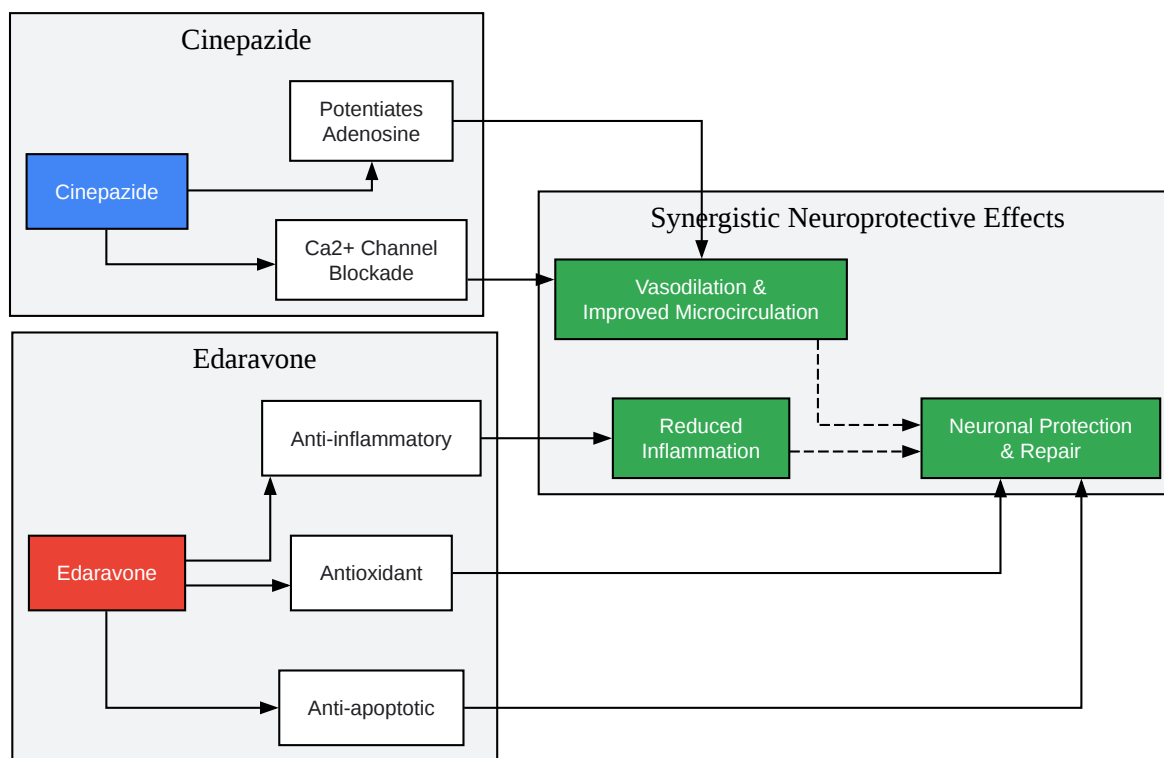 Cinepazide
Potentiates
Adenosine
Cinepazide
Ca2+ Channel
Blockade
Synergistic Neuroprotective Effects
Vasodilation &
Improved Microcirculation
Edaravone
Anti-inflammatory
Reduced
Inflammation
Neuronal Protection
& Repair
Edaravone
Antioxidant
Anti-apoptotic